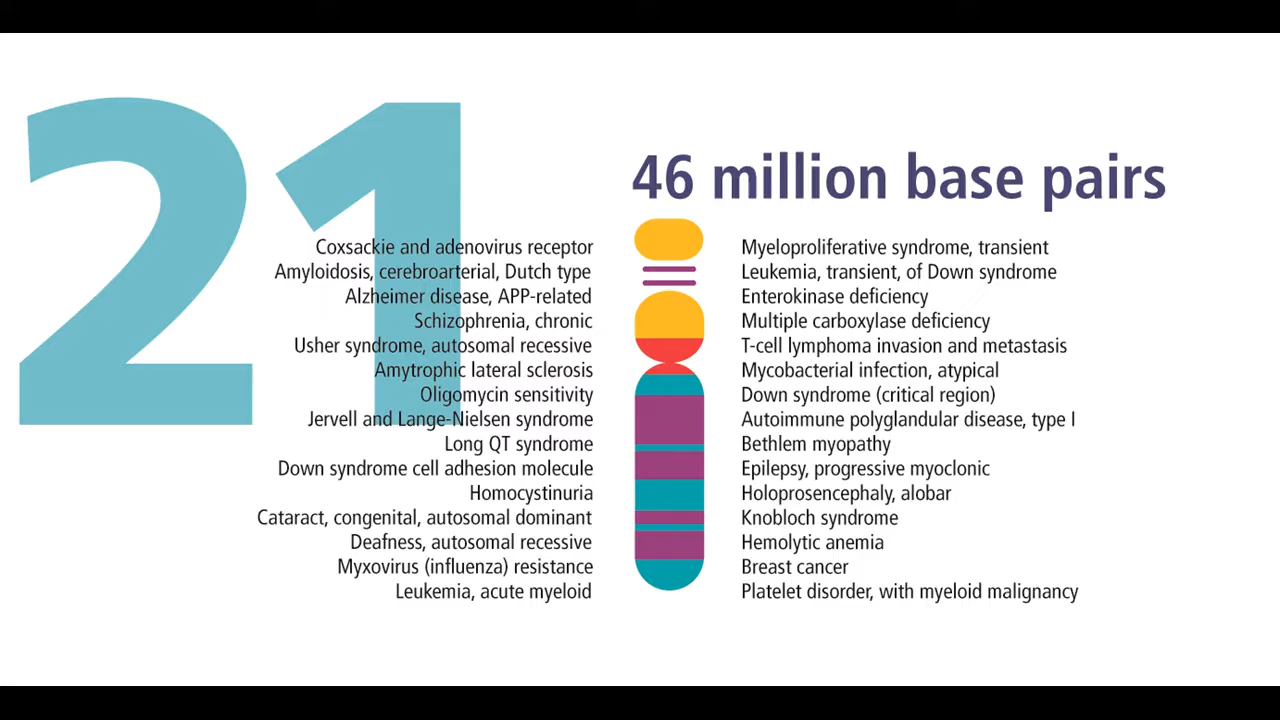 21
46 million base pairs
Coxsackie and adenovirus receptor
Amyloidosis, cerebroarterial, Dutch type
Alzheimer disease, APP-related
Schizophrenia, chronic
Usher syndrome, autosomal recessive
Amytrophic lateral sclerosis
Oligomycin sensitivity
Jervell and Lange-Nielsen syndrome
Long QT syndrome
Down syndrome cell adhesion molecule
Homocystinuria
Cataract, congenital, autosomal dominant
Deafness, autosomal recessive
Myxovirus (influenza) resistance
Leukemia, acute myeloid
Myeloproliferative syndrome, transient
Leukemia, transient, of Down syndrome
Enterokinase deficiency
Multiple carboxylase deficiency
T-cell lymphoma invasion and metastasis
Mycobacterial infection, atypical
Down syndrome (critical region)
Autoimmune polyglandular disease, type I
Bethlem myopathy
Epilepsy, progressive myoclonic
Holoprosencephaly, alobar
Knobloch syndrome
Hemolytic anemia
Breast cancer
Platelet disorder, with myeloid malignancy